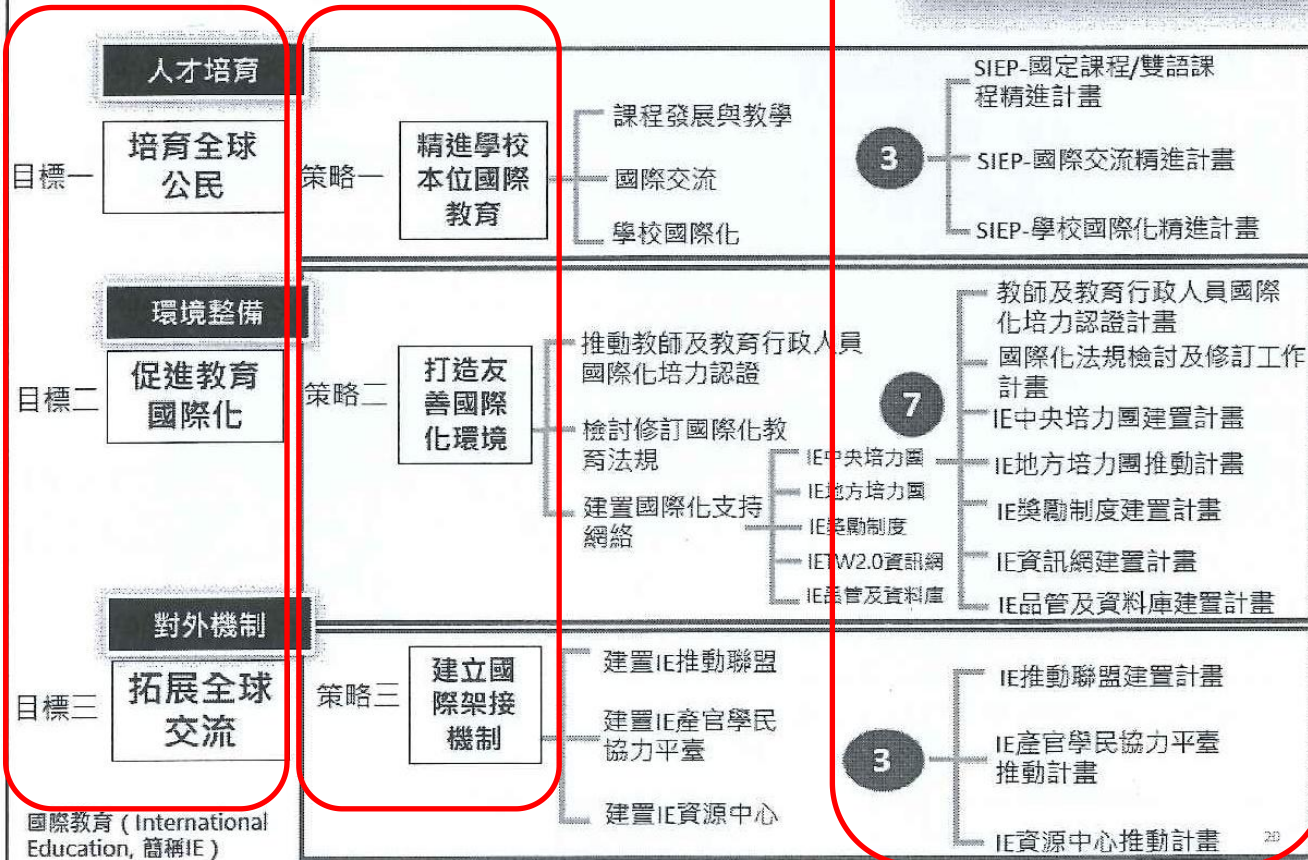 人才培育
目標一
培育全球
公民
策略一
精進學校
本位國際
教育
課程發展與教學
國際交流
學校國際化
3
SIEP-國定課程/雙語課
程精進計畫
SIEP-國際交流精進計畫
SIEP-學校國際化精進計畫
環境整備
目標二
促進教育
國際化
策略二
打造友
善國際
化環境
推動教師及教育行政人員
國際化培力認證
檢討修訂國際化教
育法規
建置國際化支持
網絡
IE中央培力團
IE地方培力團
IE獎勵制度
IETW2.0資訊網
IE品管及資料庫
7
教師及教育行政人員國際
化培力認證計畫
國際化法規檢討及修訂工作
計畫
IE中央培力團建置計畫
IE地方培力團推動計畫
IE獎勵制度建置計畫
IE資訊網建置計畫
IE品管及資料庫建置計畫
對外機制
目標三
拓展全球
交流
策略三
建立國
際架接
機制
建置IE推動聯盟
建置IE產官學民
協力平臺
建置IE資源中心
3
IE推動聯盟建置計畫
IE產官學民協力平臺
推動計畫
IE資源中心推動計畫
國際教育 ( International
Education, 簡稱IE )
20